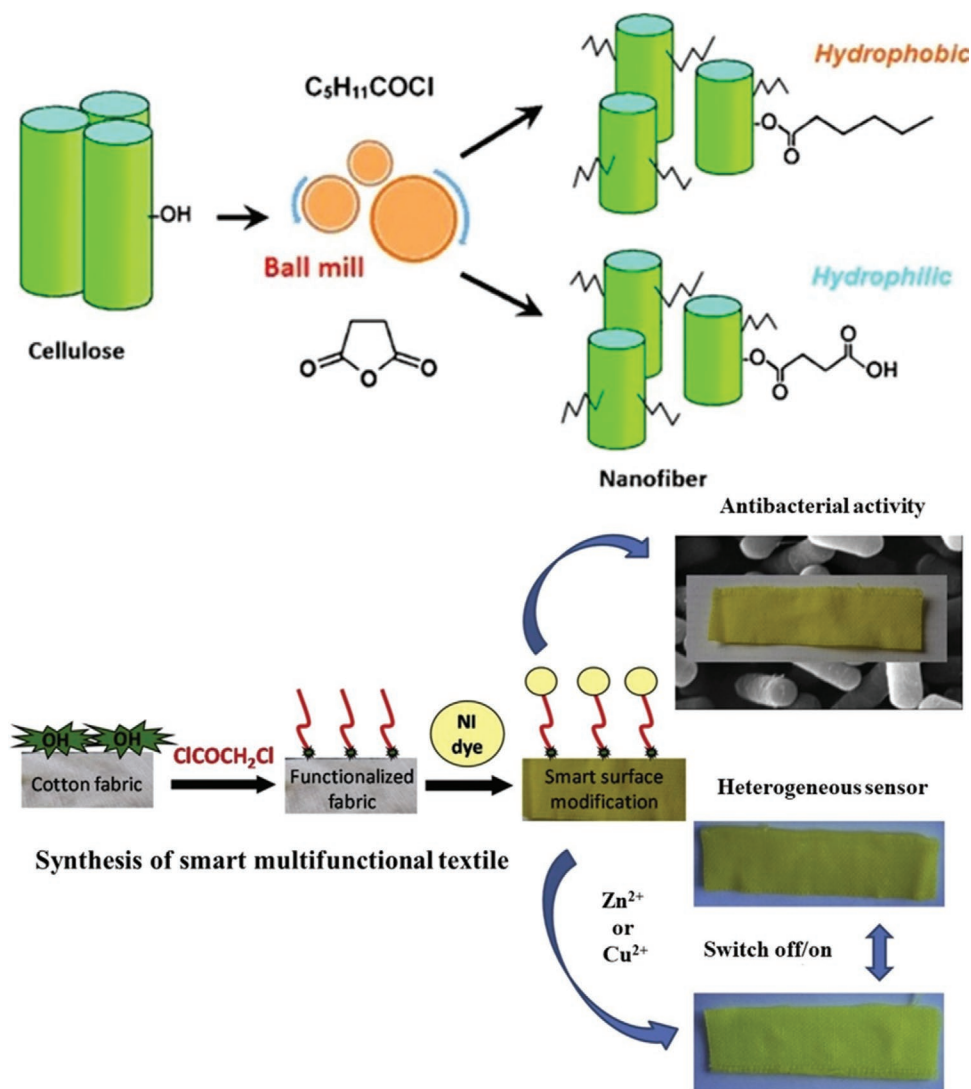 C₅H₁₁COCl
Hydrophobic
O
O
-OH
Ball mill
Hydrophilic
Cellulose
O
O
O
O
O
O
OH
Nanofiber
Antibacterial activity
OH
OH
ClCOCH₂Cl
NI
dye
Cotton fabric
Functionalized
fabric
Smart surface
modification
Heterogeneous sensor
Synthesis of smart multifunctional textile
Zn²⁺
or
Cu²⁺
Switch off/on